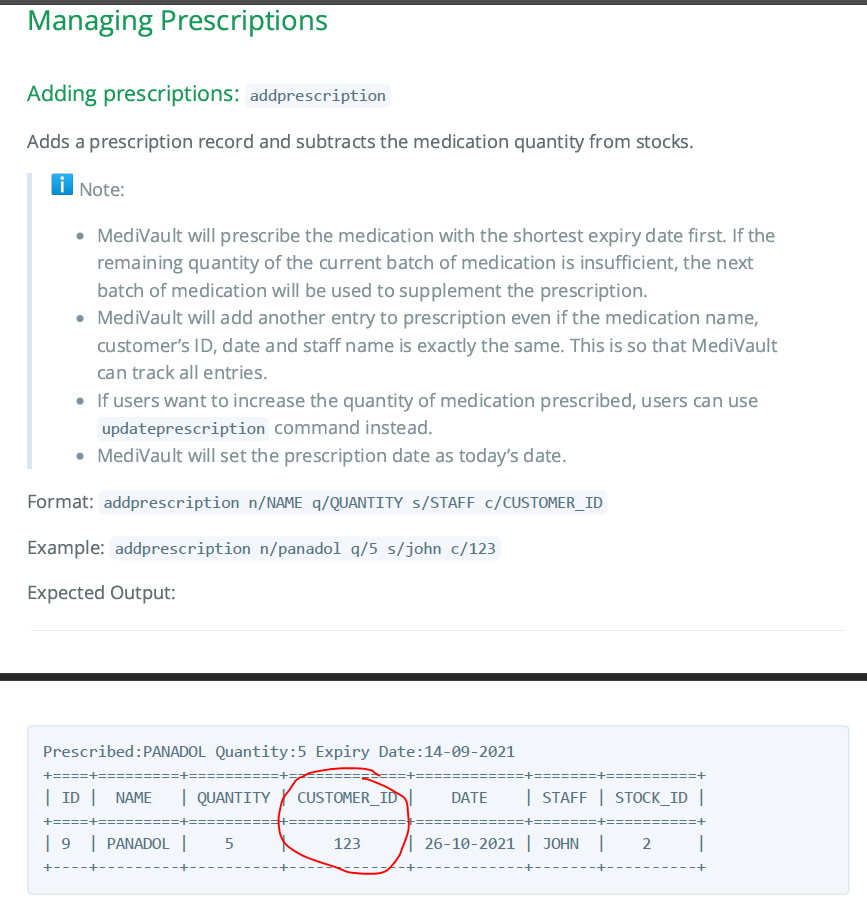 Managing Prescriptions
Adding prescriptions: addprescription
Adds a prescription record and subtracts the medication quantity from stocks.
i Note:
• MediVault will prescribe the medication with the shortest expiry date first. If the
remaining quantity of the current batch of medication is insufficient, the next
batch of medication will be used to supplement the prescription.
• MediVault will add another entry to prescription even if the medication name,
customer’s ID, date and staff name is exactly the same. This is so that MediVault
can track all entries.
• If users want to increase the quantity of medication prescribed, users can use
updateprescription command instead.
• MediVault will set the prescription date as today’s date.
Format: addprescription n/NAME q/QUANTITY s/STAFF c/CUSTOMER_ID
Example: addprescription n/panadol q/5 s/john c/123
Expected Output:
Prescribed:PANADOL Quantity:5 Expiry Date:14-09-2021
+====+=========+==========+=============+============+=======+==========+
| ID | NAME | QUANTITY | CUSTOMER_ID | DATE | STAFF | STOCK_ID |
+====+=========+==========+=============+============+=======+==========+
| 9 | PANADOL | 5 | 123 | 26-10-2021 | JOHN | 2 |
+----+---------+----------+-------------+------------+-------+----------+